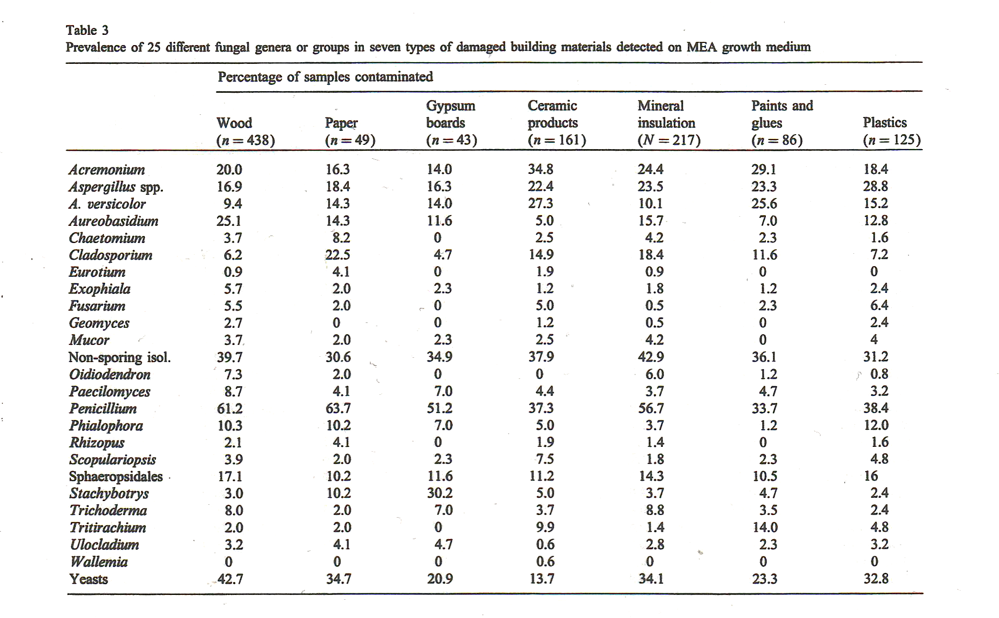 Table 3
Prevalence of 25 different fungal genera or groups in seven types of damaged building materials detected on MEA growth medium
Percentage of samples contaminated
Gypsum Ceramic Mineral Paints and
Wood Paper boards products insulation glues Plastics
(n = 438) (n = 49) (n = 43) (n = 161) (N = 217) (n = 86) (n = 125)
Acremonium 20.0 16.3 14.0 34.8 24.4 29.1 18.4
Aspergillus spp. 16.9 18.4 16.3 22.4 23.5 23.3 28.8
A. versicolor 9.4 14.3 14.0 27.3 10.1 25.6 15.2
Aureobasidium 25.1 14.3 11.6 5.0 15.7 7.0 12.8
Chaetomium 3.7 8.2 0 2.5 4.2 2.3 1.6
Cladosporium 6.2 22.5 4.7 14.9 18.4 11.6 7.2
Eurotium 0.9 4.1 0 1.9 0.9 0 0
Exophiala 5.7 2.0 2.3 1.2 1.8 1.2 2.4
Fusarium 5.5 2.0 0 5.0 0.5 2.3 6.4
Geomyces 2.7 0 0 1.2 0.5 0 2.4
Mucor 3.7 2.0 2.3 2.5 4.2 0 4
Non-sporing isol. 39.7 30.6 34.9 37.9 42.9 36.1 31.2
Oidiodendron 7.3 2.0 0 0 6.0 1.2 0.8
Paecilomyces 8.7 4.1 7.0 4.4 3.7 4.7 3.2
Penicillium 61.2 63.7 51.2 37.3 56.7 33.7 38.4
Phialophora 10.3 10.2 7.0 5.0 3.7 1.2 12.0
Rhizopus 2.1 4.1 0 1.9 1.4 0 1.6
Scopulariopsis 3.9 2.0 2.3 7.5 1.8 2.3 4.8
Sphaeropsidales 17.1 10.2 11.6 11.2 14.3 10.5 16
Stachybotrys 3.0 10.2 30.2 5.0 3.7 4.7 2.4
Trichoderma 8.0 2.0 7.0 3.7 8.8 3.5 2.4
Tritirachium 2.0 2.0 0 9.9 1.4 14.0 4.8
Ulocladium 3.2 4.1 4.7 0.6 2.8 2.3 3.2
Wallemia 0 0 0 0.6 0 0 0
Yeasts 42.7 34.7 20.9 13.7 34.1 23.3 32.8